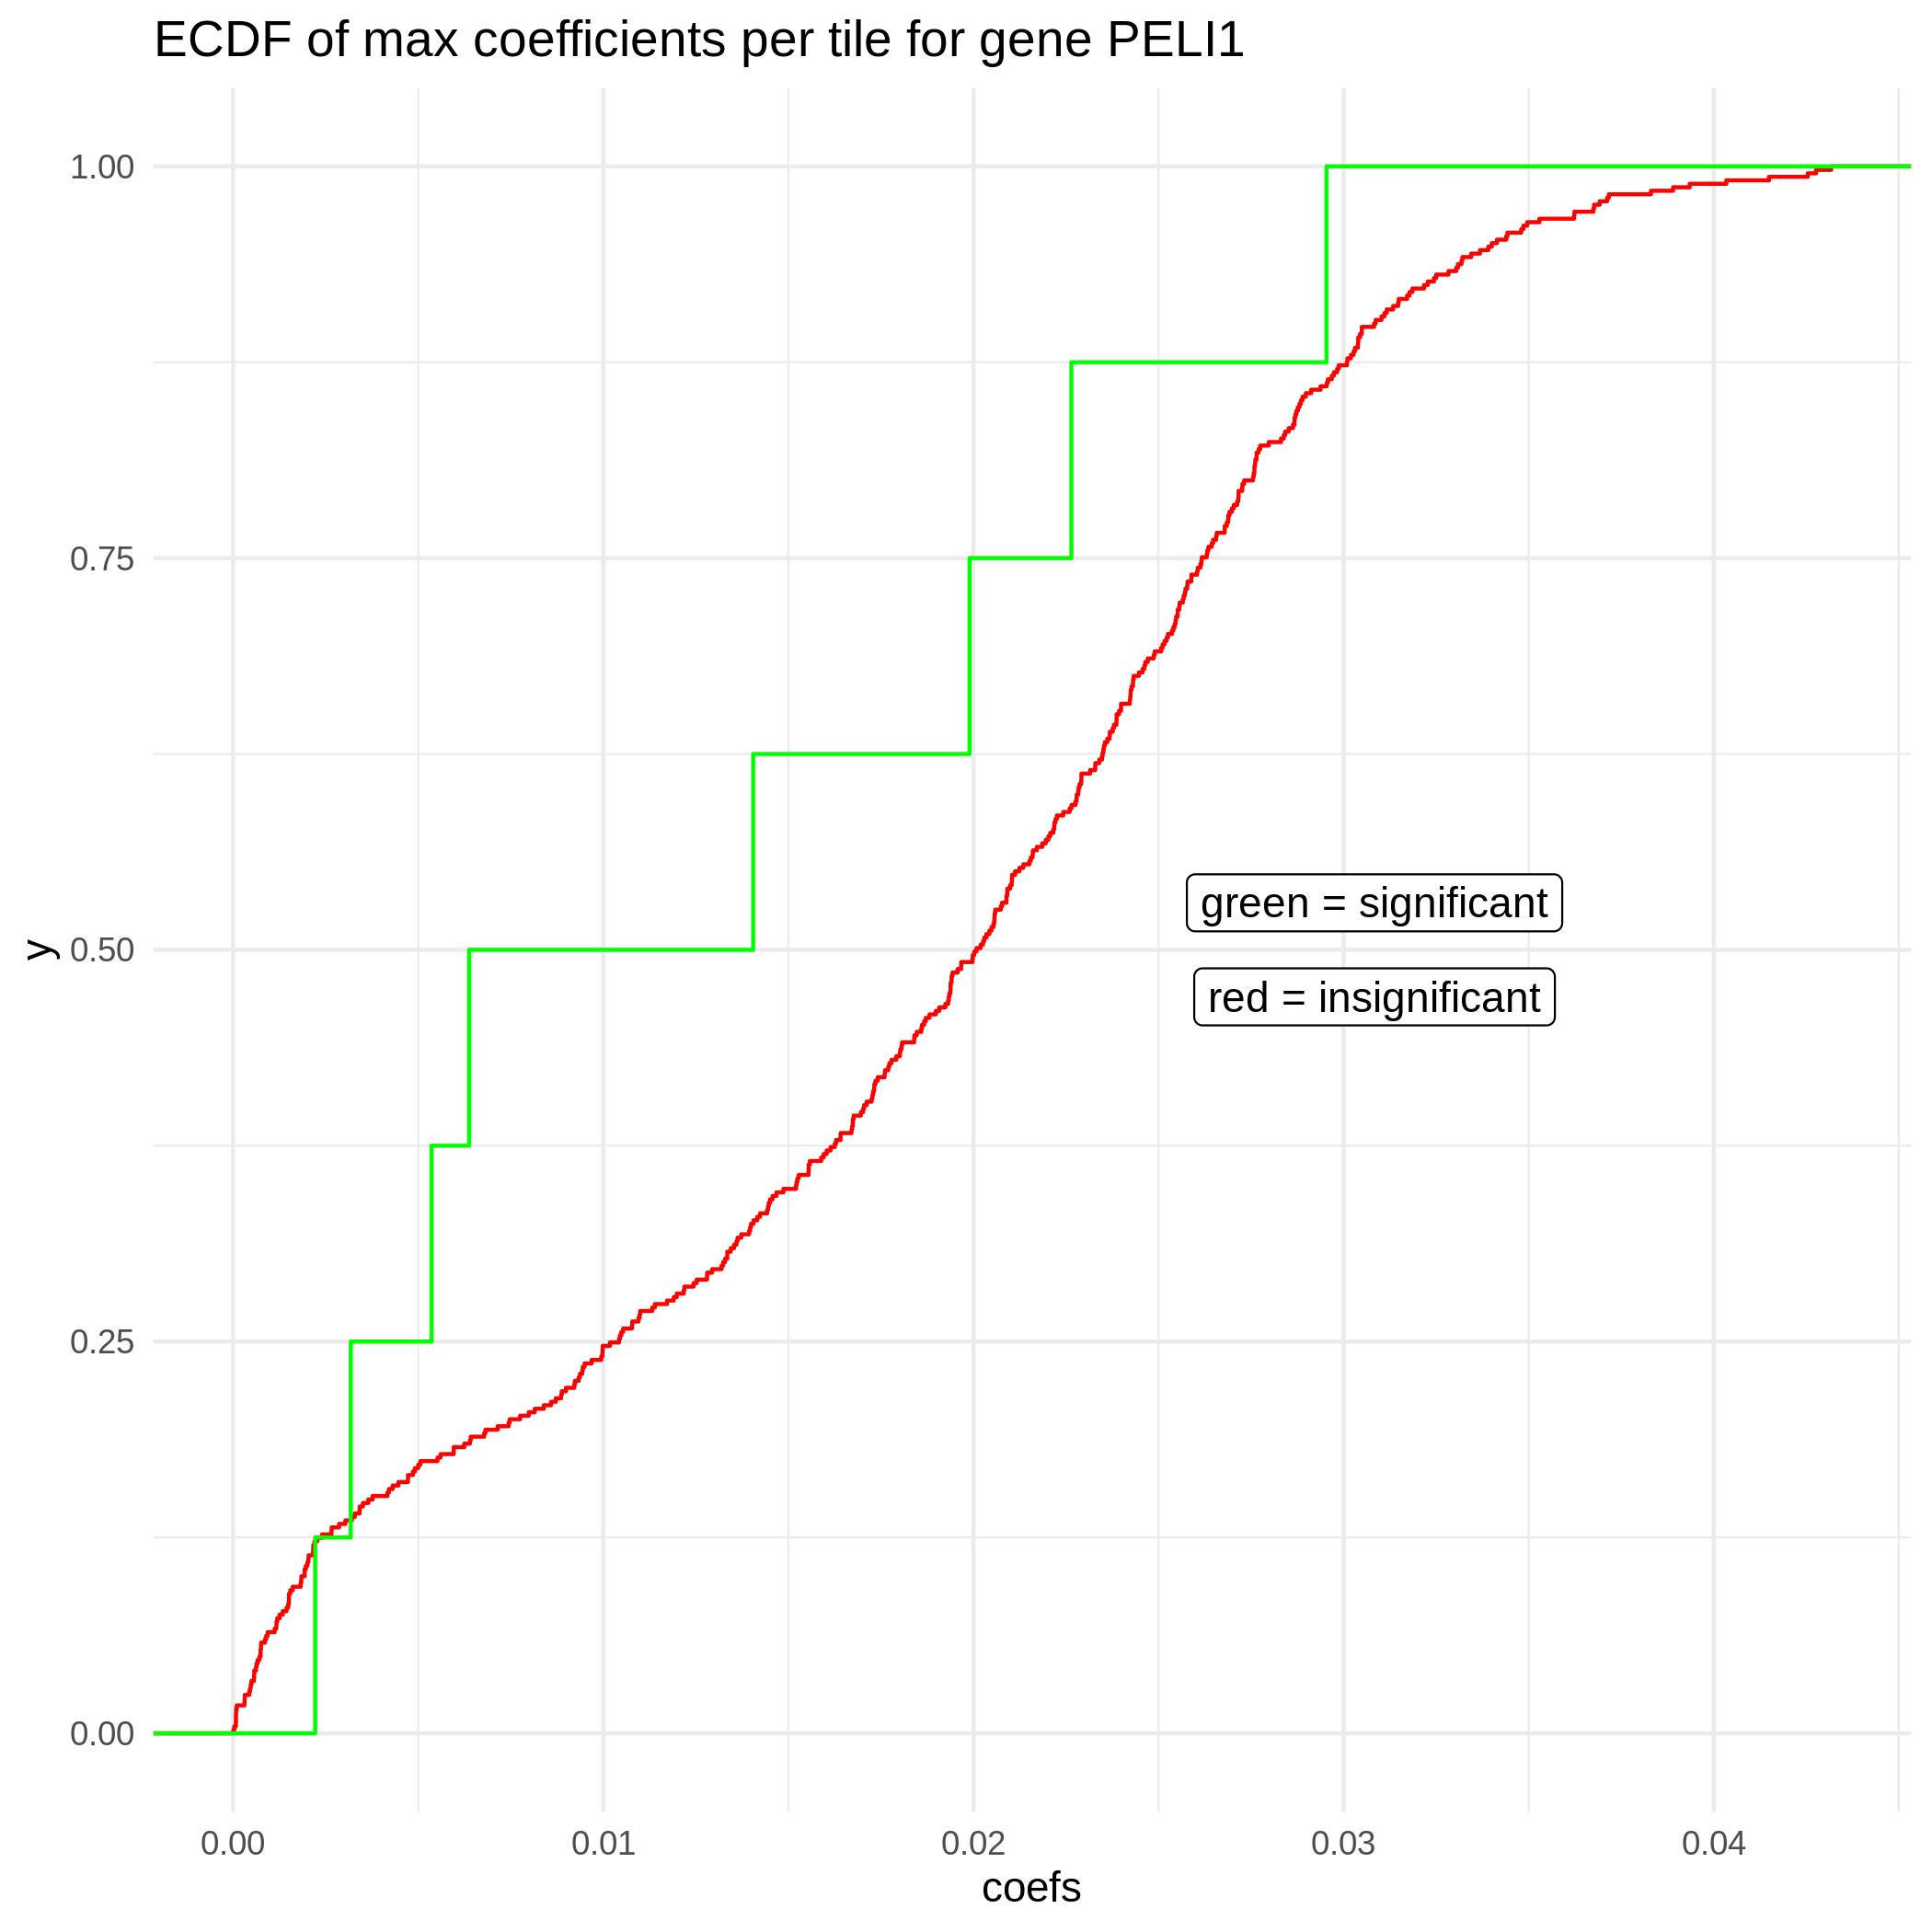 ECDF of max coefficients per tile for gene PELI1
1.00
0.75
0.50
0.25
0.00
y
green = significant
red = insignificant
0.00 0.01 0.02 0.03 0.04
coefs